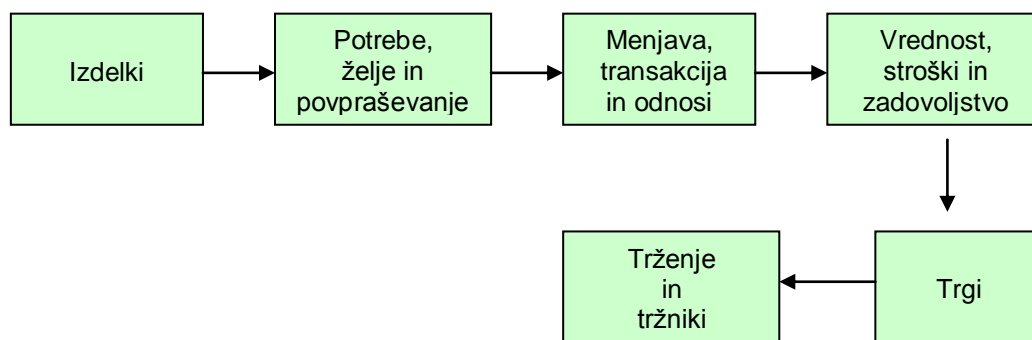 Izdelki
Potrebe,
želje in
povpraševanje
Menjava,
transakcija
in odnosi
Vrednost,
stroški in
zadovoljstvo
Trgi
Trženje
in
tržniki